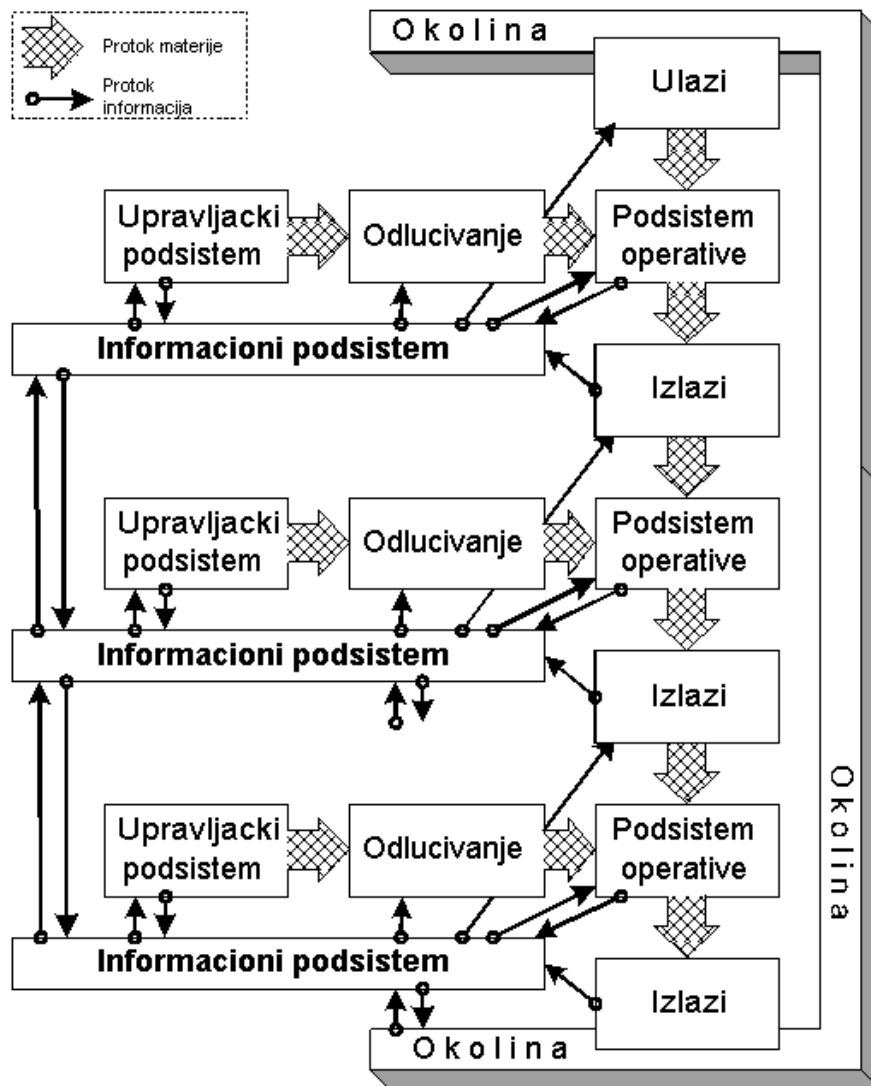 Okolina
Protok materije
Protok
informacija
Ulazi
Upravljacki
podsistem
Odlucivanje
Podsistem
operative
Informacioni podsistem
Izlazi
Upravljacki
podsistem
Odlucivanje
Podsistem
operative
Informacioni podsistem
Izlazi
Okolina
Upravljacki
podsistem
Odlucivanje
Podsistem
operative
Informacioni podsistem
Izlazi
Okolina